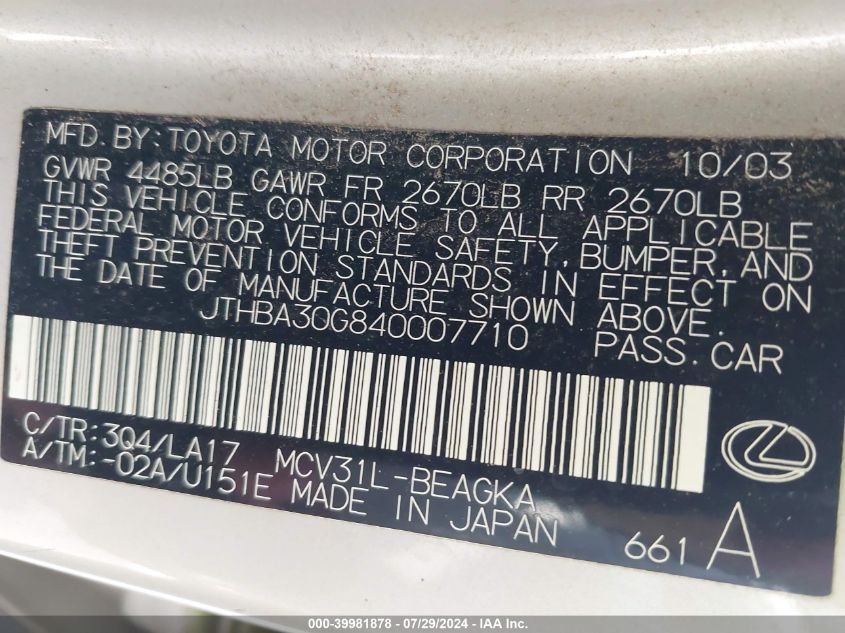 MFD.BY:TOYOTA MOTOR CORPORATION 10/03
GVWR 4485LB GAWR FR 2670LB RR 2670LB
THIS VEHICLE CONFORMS TO ALL APPLICABLE
FEDERAL MOTOR VEHICLE SAFETY,BUMPER,AND
THEFT PREVENTION STANDARDS IN EFFECT ON
THE DATE OF MANUFACTURE SHOWN ABOVE.
JTHBA30G840007710 PASS.CAR
C/TR:3Q4/LA17 MCV31L-BEAGKA
A/TM:-02A/U151E MADE IN JAPAN 661 A
000-39981878 / 07/29/2024 - IAA Inc.